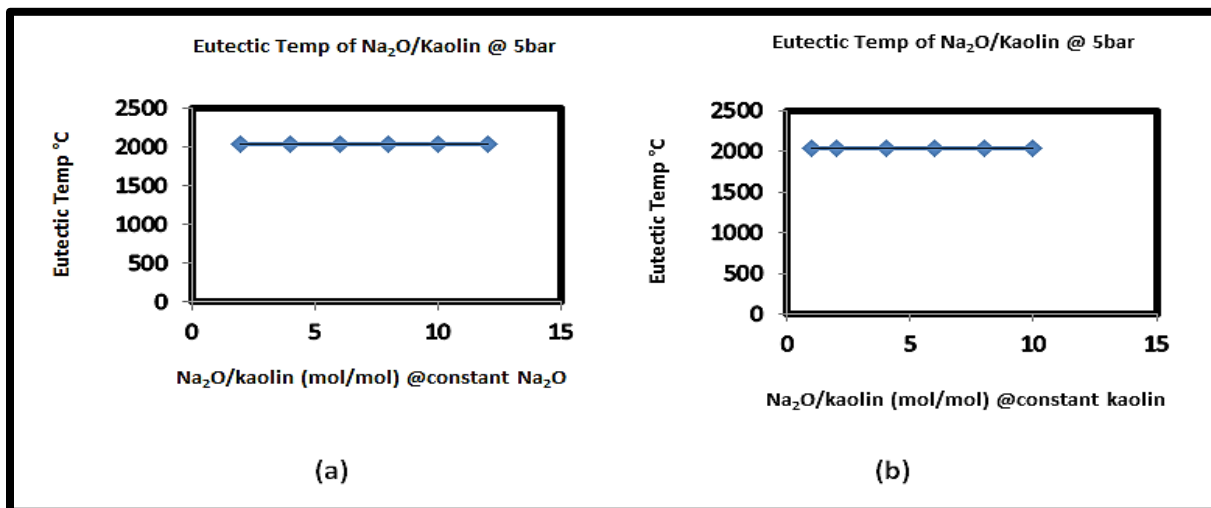 Eutectic Temp of Na₂O/Kaolin @ 5bar
2500
2000
1500
1000
500
0
Eutectic Temp °C
0 5 10 15
Na₂O/kaolin (mol/mol) @constant Na₂O
(a)
Eutectic Temp of Na₂O/Kaolin @ 5bar
2500
2000
1500
1000
500
0
Eutectic Temp °C
0 5 10 15
Na₂O/kaolin (mol/mol) @constant kaolin
(b)